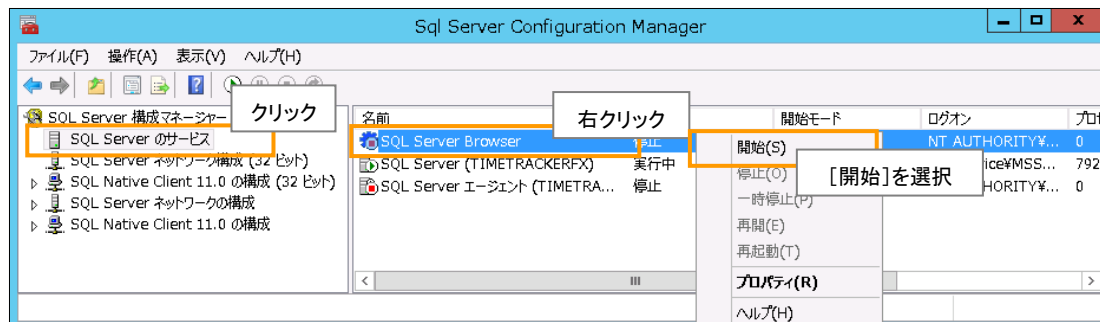 Sql Server Configuration Manager
ファイル(F) 操作(A) 表示(V) ヘルプ(H)
クリック
SQL Server 構成マネージャー
SQL Server のサービス
SQL Server ネットワーク構成 (32 ビット)
SQL Native Client 11.0 の構成 (32 ビット)
SQL Server ネットワークの構成
SQL Native Client 11.0 の構成
右クリック
名前 開始モード ログオン
SQL Server Browser 停止 NT AUTHORITY¥... 0
SQL Server (TIMETRACKERFX) 実行中 ice¥MSS... 792
SQL Server エージェント (TIMETRA... 停止 HORITY¥... 0
開始(S)
停止(O)
一時停止(P)
再開(E)
再起動(T)
プロパティ(R)
ヘルプ(H)
[開始]を選択